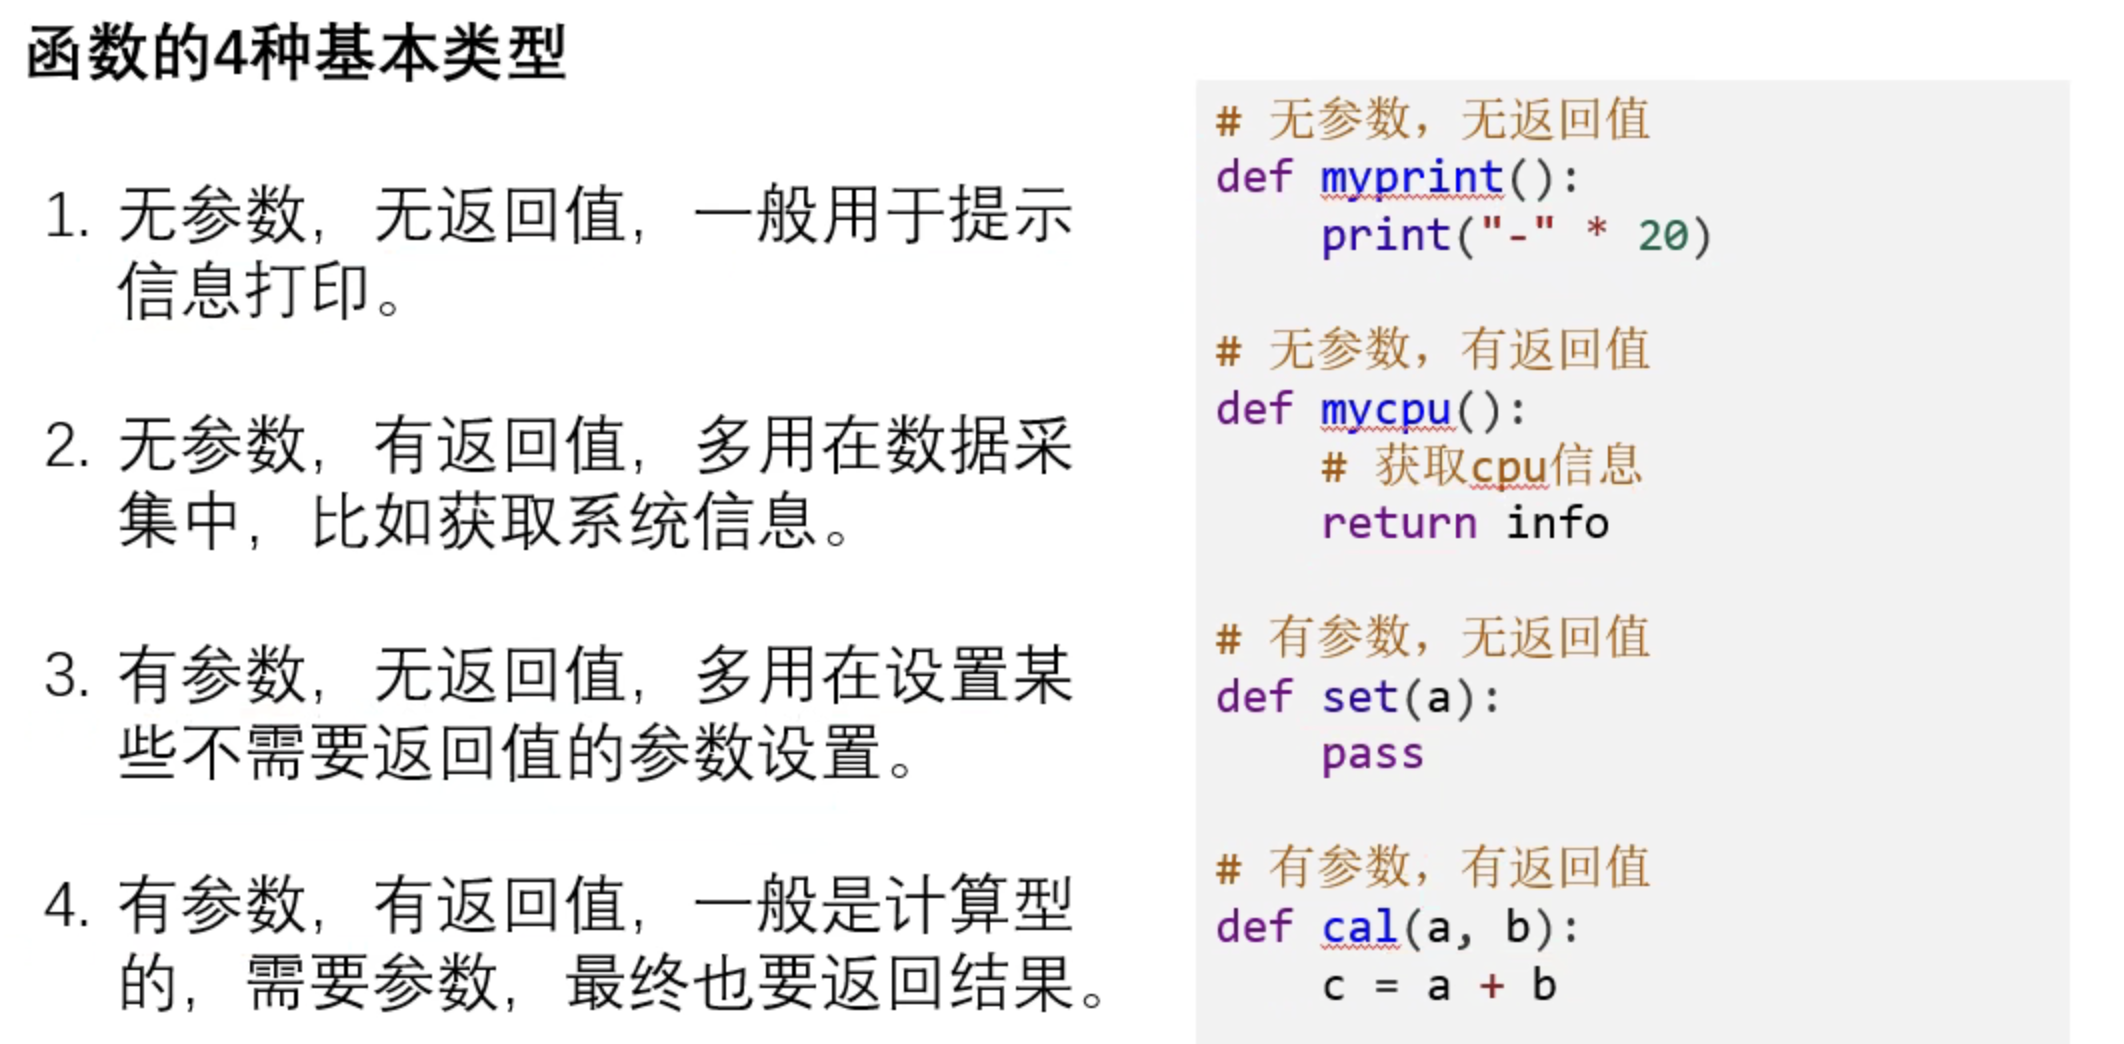 函数的4种基本类型
1. 无参数，无返回值，一般用于提示
信息打印。
2. 无参数，有返回值，多用在数据采
集中，比如获取系统信息。
3. 有参数，无返回值，多用在设置某
些不需要返回值的参数设置。
4. 有参数，有返回值，一般是计算型
的，需要参数，最终也要返回结果。
# 无参数，无返回值
def myprint():
    print("-" * 20)
# 无参数，有返回值
def mycpu():
    # 获取cpu信息
    return info
# 有参数，无返回值
def set(a):
    pass
# 有参数，有返回值
def cal(a, b):
    c = a + b